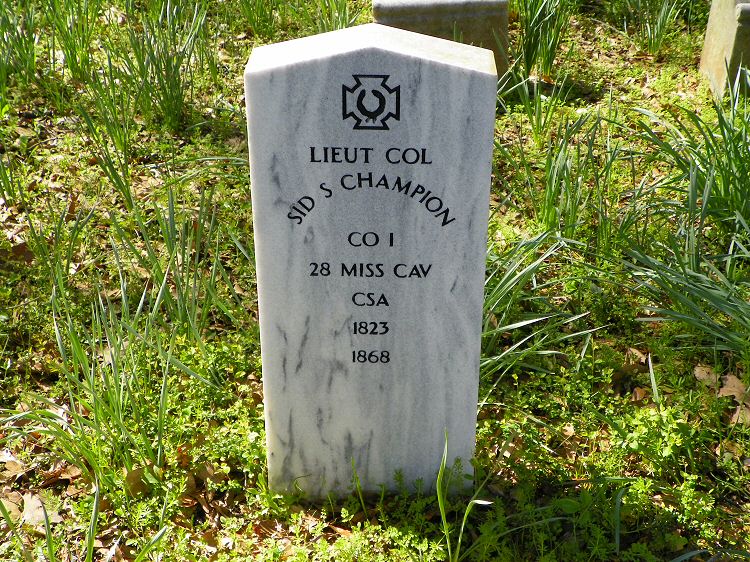 LIEUT COL
SID S CHAMPION
CO I
28 MISS CAV
CSA
1823
1868